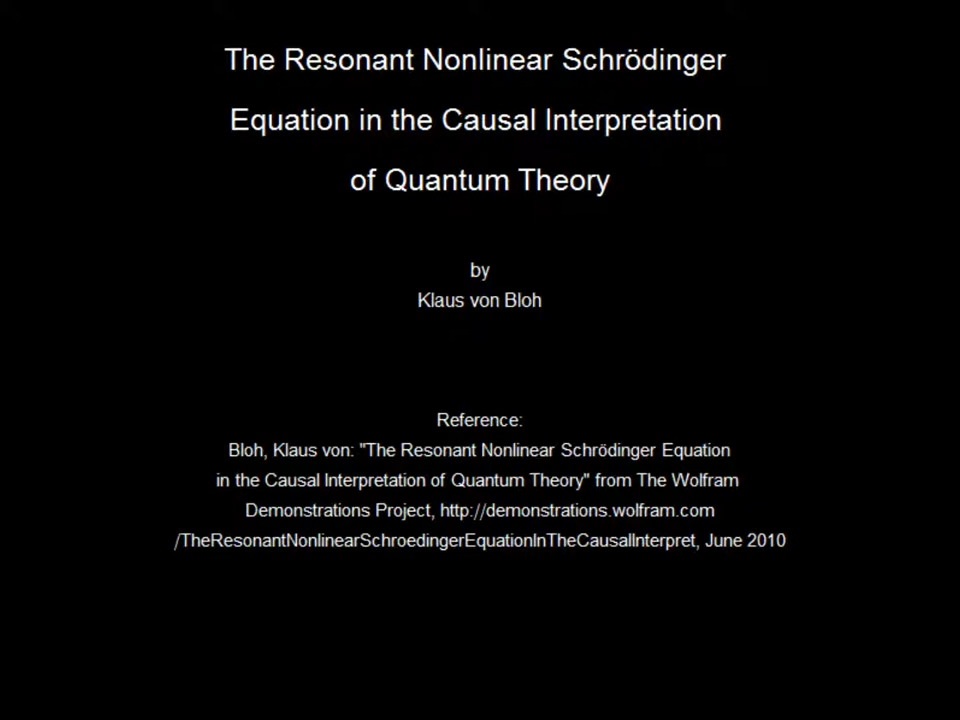 The Resonant Nonlinear Schrödinger
Equation in the Causal Interpretation
of Quantum Theory
by
Klaus von Bloh
Reference:
Bloh, Klaus von: "The Resonant Nonlinear Schrödinger Equation
in the Causal Interpretation of Quantum Theory" from The Wolfram
Demonstrations Project, http://demonstrations.wolfram.com
/TheResonantNonlinearSchroedingerEquationInTheCausalInterpret, June 2010